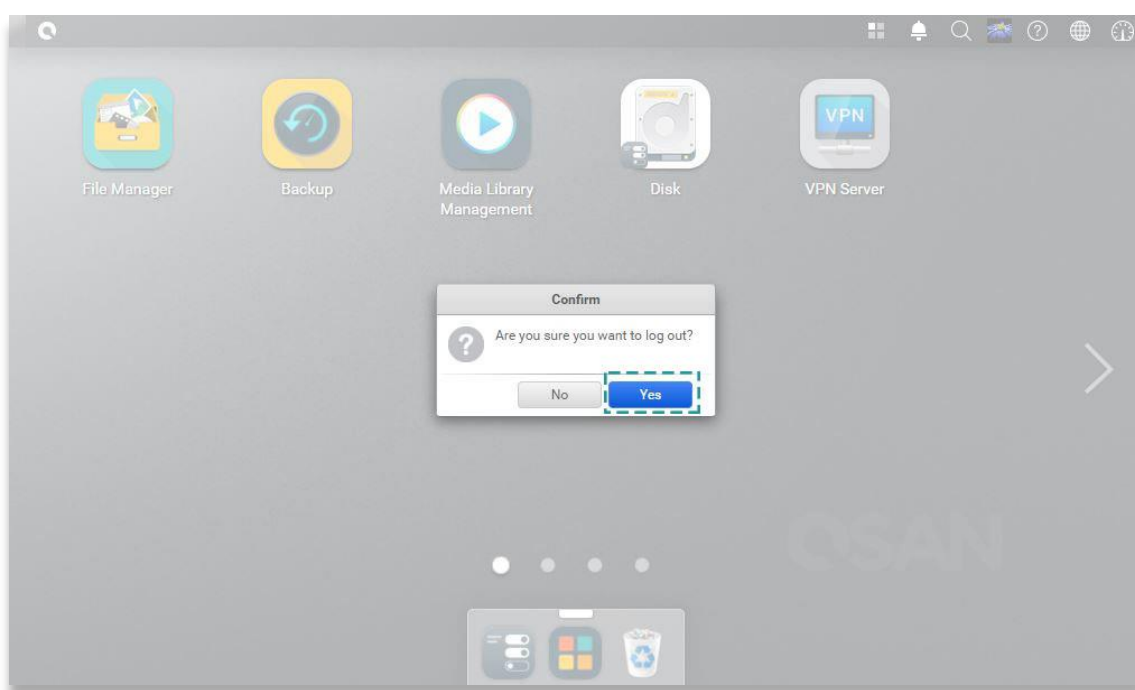 VPN
File Manager
Backup
Media Library
Management
Disk
VPN Server
Confirm
?
Are you sure you want to log out?
No
Yes
QSAN